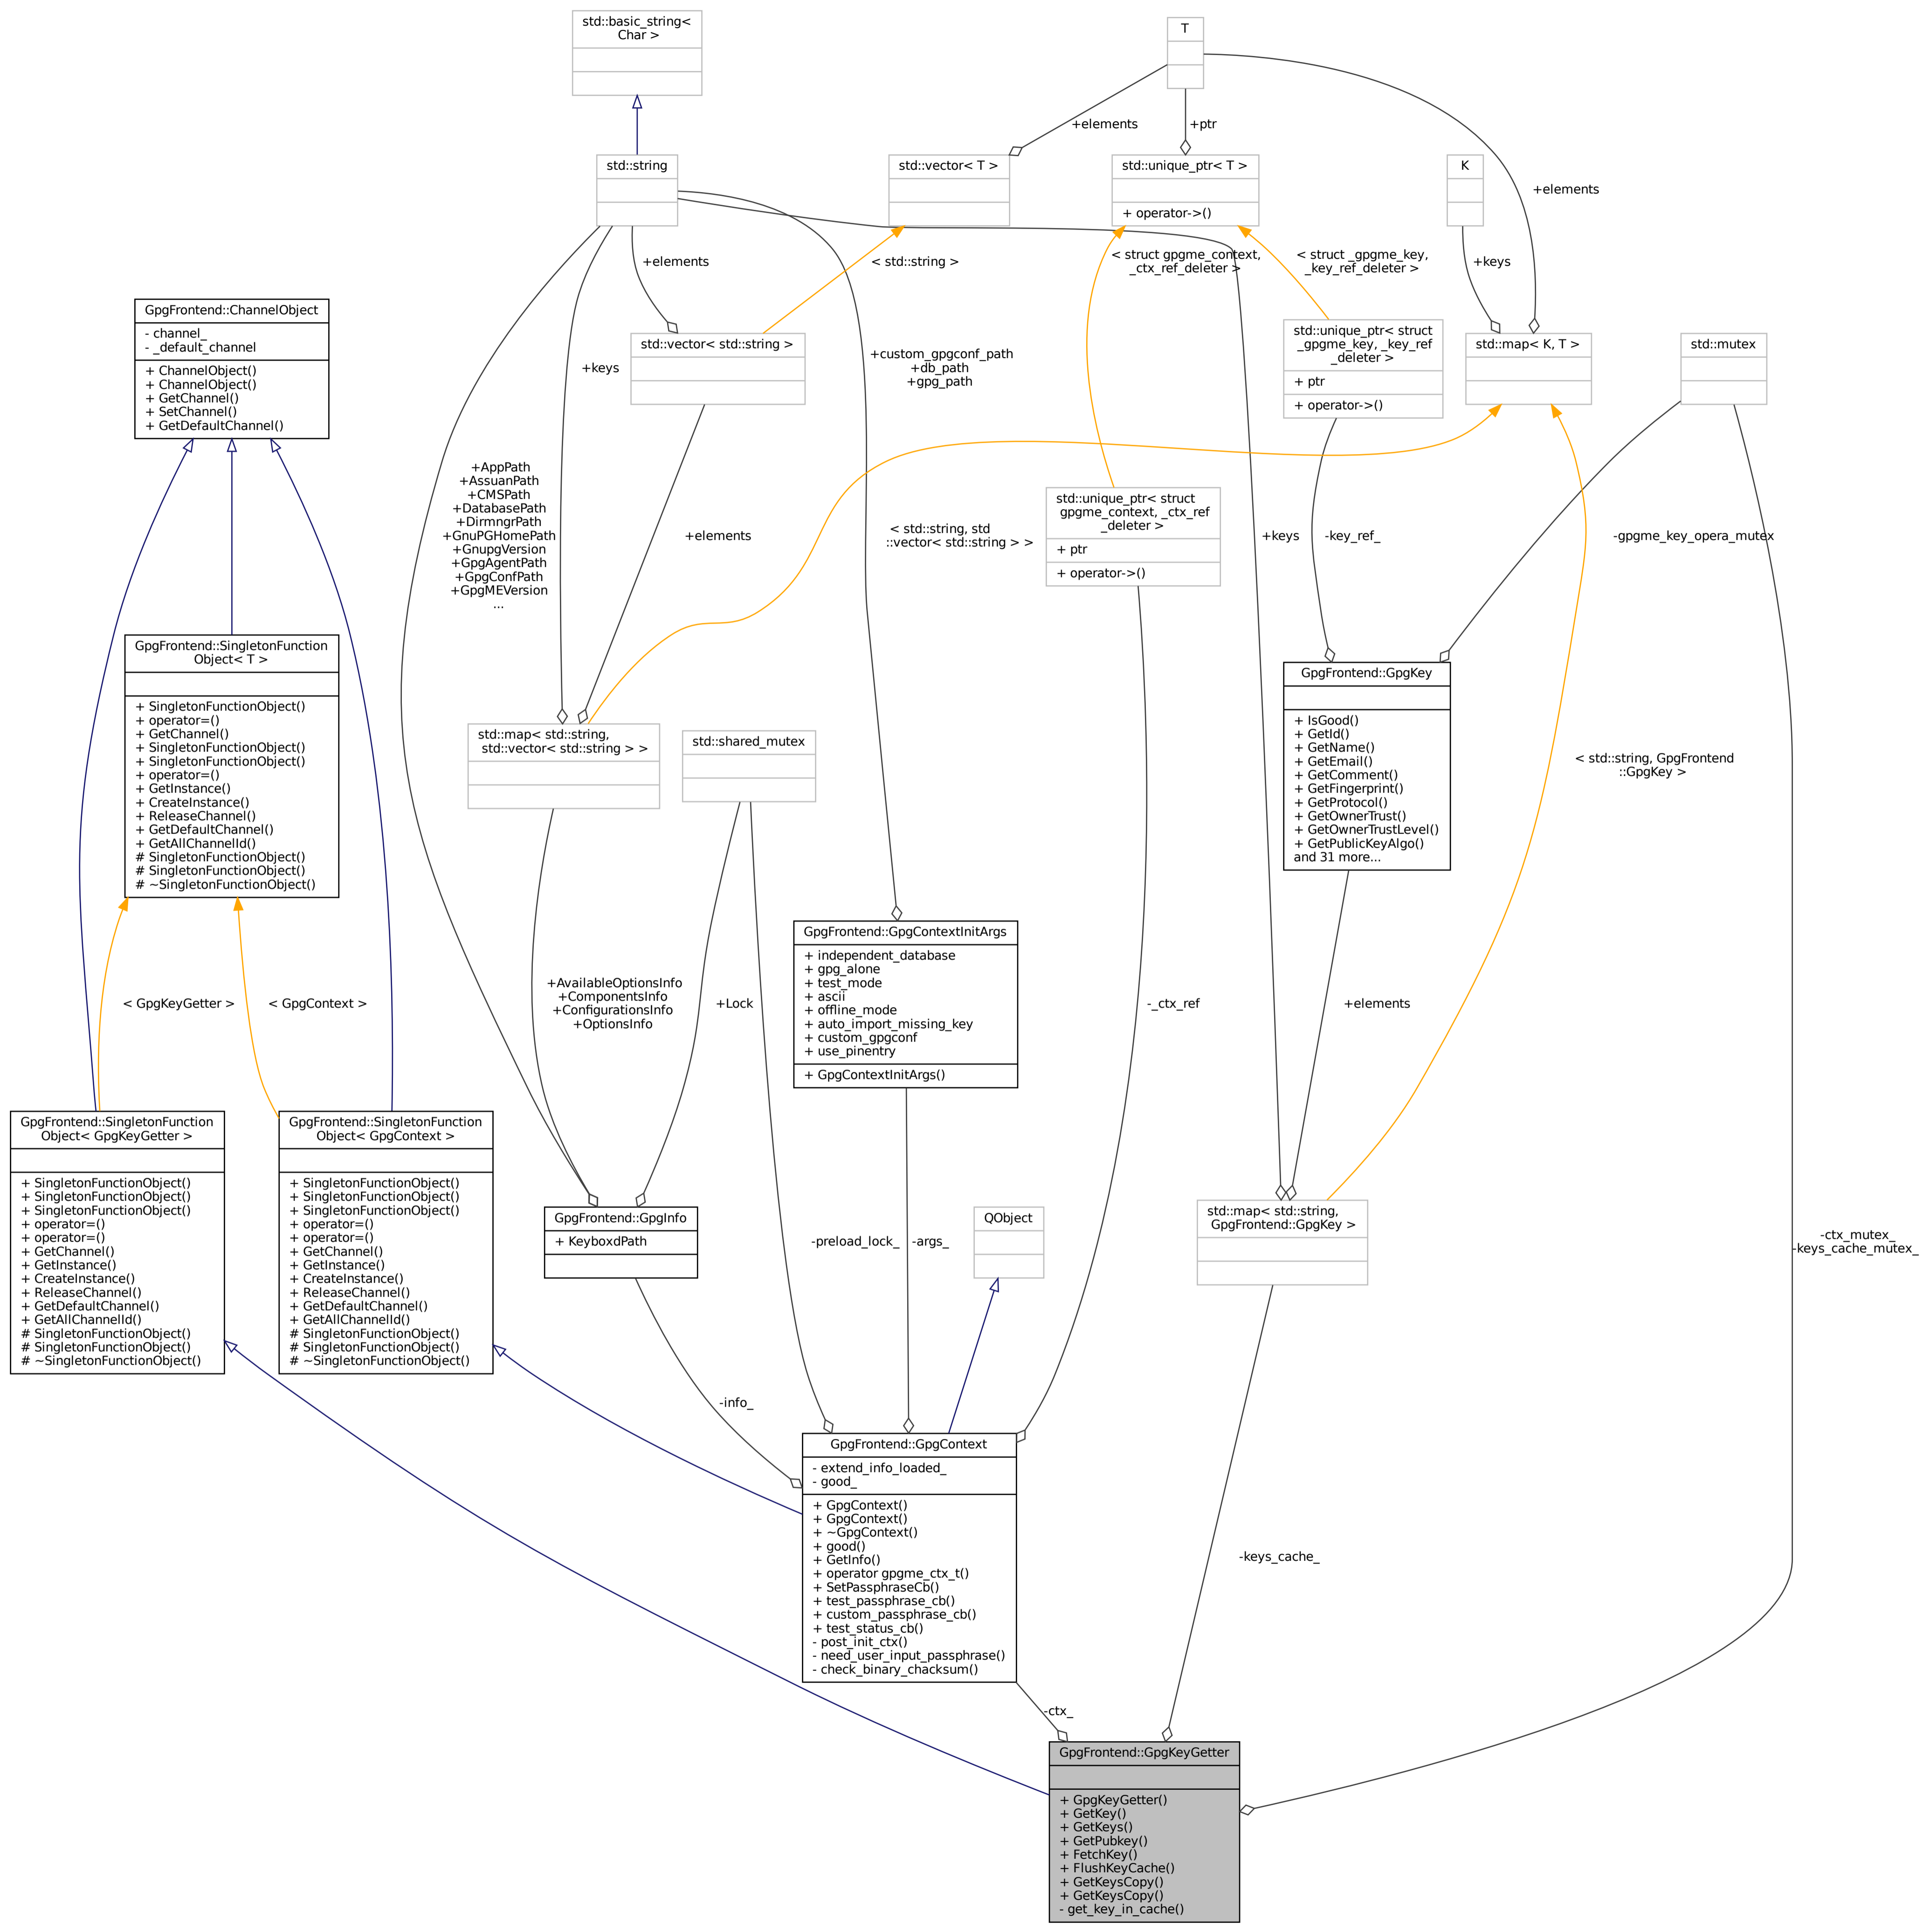 std::basic_string<
Char >
T
+elements
+ptr
std::string
std::vector< T >
std::unique_ptr< T >
+ operator->()
K
+elements
+elements
< std::string >
< struct gpgme_context,
_ctx_ref_deleter >
< struct _gpgme_key,
_key_ref_deleter >
+keys
GpgFrontend::ChannelObject
- channel_
- _default_channel
+ ChannelObject()
+ ChannelObject()
+ GetChannel()
+ SetChannel()
+ GetDefaultChannel()
+keys
std::vector< std::string >
+custom_gpgconf_path
+db_path
+gpg_path
std::unique_ptr< struct
_gpgme_key, _key_ref
_deleter >
+ ptr
+ operator->()
std::map< K, T >
std::mutex
+AppPath
+AssuanPath
+CMSPath
+DatabasePath
+DirmngrPath
+GnuPGHomePath
+GnupgVersion
+GpgAgentPath
+GpgConfPath
+GpgMEVersion
...
+elements
< std::string, std
::vector< std::string > >
std::unique_ptr< struct
gpgme_context, _ctx_ref
_deleter >
+ ptr
+ operator->()
+keys
-key_ref_
-gpgme_key_opera_mutex
GpgFrontend::SingletonFunction
Object< T >
+ SingletonFunctionObject()
+ operator=()
+ GetChannel()
+ SingletonFunctionObject()
+ SingletonFunctionObject()
+ operator=()
+ GetInstance()
+ CreateInstance()
+ ReleaseChannel()
+ GetDefaultChannel()
+ GetAllChannelId()
# SingletonFunctionObject()
# SingletonFunctionObject()
# ~SingletonFunctionObject()
std::map< std::string,
std::vector< std::string > >
std::shared_mutex
GpgFrontend::GpgKey
+ IsGood()
+ GetId()
+ GetName()
+ GetEmail()
+ GetComment()
+ GetFingerprint()
+ GetProtocol()
+ GetOwnerTrust()
+ GetOwnerTrustLevel()
+ GetPublicKeyAlgo()
and 31 more...
< std::string, GpgFrontend
::GpgKey >
< GpgKeyGetter >
< GpgContext >
+AvailableOptionsInfo
+ComponentsInfo
+ConfigurationsInfo
+OptionsInfo
+Lock
GpgFrontend::GpgContextInitArgs
+ independent_database
+ gpg_alone
+ test_mode
+ ascii
+ offline_mode
+ auto_import_missing_key
+ custom_gpgconf
+ use_pinentry
+ GpgContextInitArgs()
-_ctx_ref
+elements
GpgFrontend::SingletonFunction
Object< GpgKeyGetter >
+ SingletonFunctionObject()
+ SingletonFunctionObject()
+ SingletonFunctionObject()
+ operator=()
+ operator=()
+ GetChannel()
+ GetInstance()
+ CreateInstance()
+ ReleaseChannel()
+ GetDefaultChannel()
+ GetAllChannelId()
# SingletonFunctionObject()
# SingletonFunctionObject()
# ~SingletonFunctionObject()
GpgFrontend::SingletonFunction
Object< GpgContext >
+ SingletonFunctionObject()
+ SingletonFunctionObject()
+ SingletonFunctionObject()
+ operator=()
+ operator=()
+ GetChannel()
+ GetInstance()
+ CreateInstance()
+ ReleaseChannel()
+ GetDefaultChannel()
+ GetAllChannelId()
# SingletonFunctionObject()
# SingletonFunctionObject()
# ~SingletonFunctionObject()
GpgFrontend::GpgInfo
+ KeyboxdPath
-preload_lock_
-args_
QObject
std::map< std::string,
GpgFrontend::GpgKey >
-ctx_mutex_
-keys_cache_mutex_
-info_
GpgFrontend::GpgContext
- extend_info_loaded_
- good_
+ GpgContext()
+ GpgContext()
+ ~GpgContext()
+ good()
+ GetInfo()
+ operator gpgme_ctx_t()
+ SetPassphraseCb()
+ test_passphrase_cb()
+ custom_passphrase_cb()
+ test_status_cb()
- post_init_ctx()
- need_user_input_passphrase()
- check_binary_chacksum()
-keys_cache_
-ctx_
GpgFrontend::GpgKeyGetter
+ GpgKeyGetter()
+ GetKey()
+ GetKeys()
+ GetPubkey()
+ FetchKey()
+ FlushKeyCache()
+ GetKeysCopy()
+ GetKeysCopy()
- get_key_in_cache()